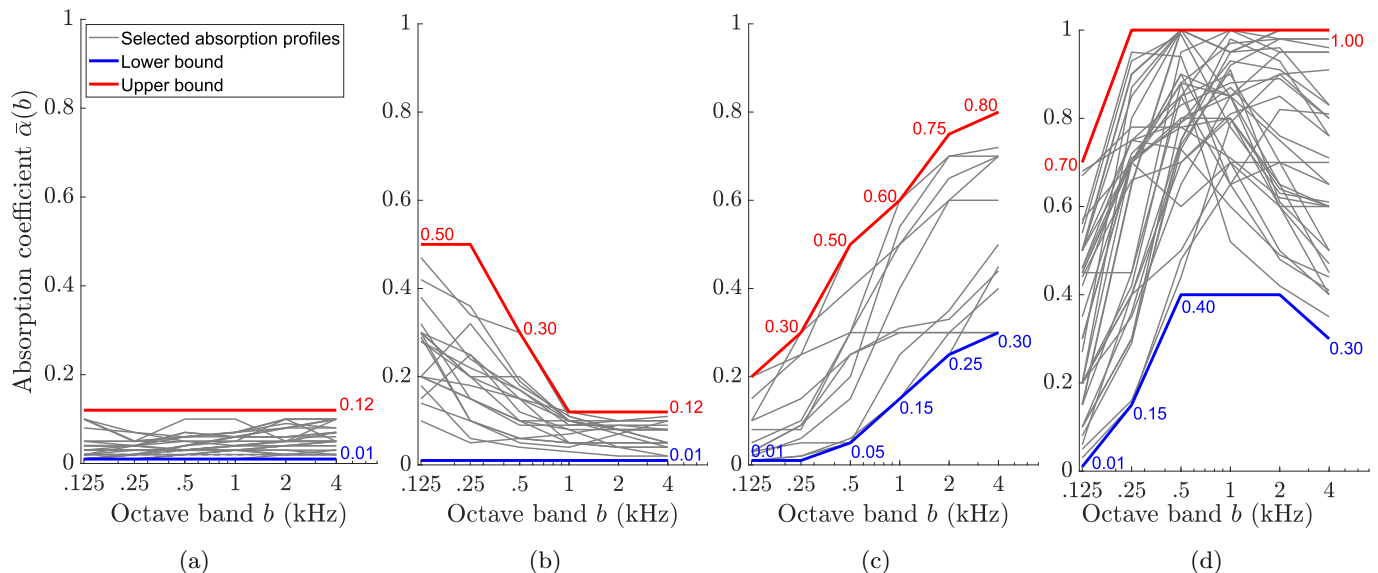 Absorption coefficient ᾱ(b)
1
0.8
0.6
0.4
0.2
0
Selected absorption profiles
Lower bound
Upper bound
0.12
0.01
.125 .25 .5 1 2 4
Octave band b (kHz)
(a)
1
0.8
0.6
0.4
0.2
0
0.50
0.30
0.12
0.01
.125 .25 .5 1 2 4
Octave band b (kHz)
(b)
1
0.8
0.6
0.4
0.2
0
0.20
0.30
0.50
0.60
0.75
0.80
0.01
0.05
0.15
0.25
0.30
.125 .25 .5 1 2 4
Octave band b (kHz)
(c)
1
0.8
0.6
0.4
0.2
0
0.70
1.00
0.01
0.15
0.40
0.30
.125 .25 .5 1 2 4
Octave band b (kHz)
(d)